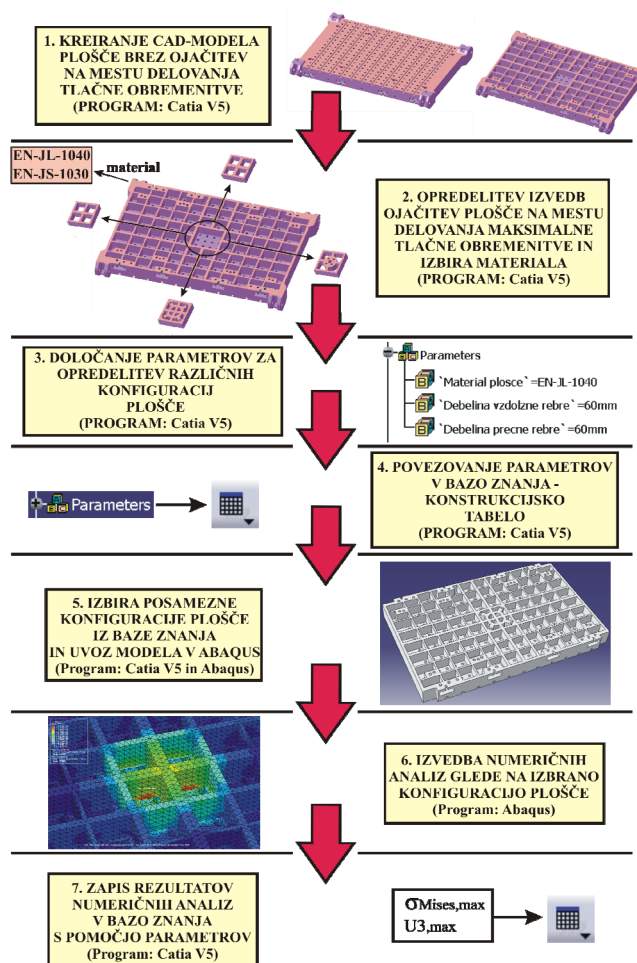 1. KREIRANJE CAD-MODELA
PLOŠČE BREZ OJAČITEV
NA MESTU DELOVANJA
TLAČNE OBREMENITVE
(PROGRAM: Catia V5)
EN-JL-1040
EN-JS-1030
material
2. OPREDELITEV IZVEDB
OJAČITEV PLOŠČE NA MESTU
DELOVANJA MAKSIMALNE
TLAČNE OBREMENITVE IN
IZBIRA MATERIALA
(PROGRAM: Catia V5)
3. DOLOČANJE PARAMETROV ZA
OPREDELITEV RAZLIČNIH
KONFIGURACIJ
PLOŠČE
(PROGRAM: Catia V5)
Parameters
`Material plosce`=EN-JL-1040
`Debelina vzdolzne rebre`=60mm
`Debelina precne rebre`=60mm
4. POVEZOVANJE PARAMETROV
V BAZO ZNANJA -
KONSTRUKCIJSKO
TABELO
(PROGRAM: Catia V5)
Parameters
5. IZBIRA POSAMEZNE
KONFIGURACIJE PLOŠČE
IZ BAZE ZNANJA
IN UVOZ MODELA V ABAQUS
(Program: Catia V5 in Abaqus)
6. IZVEDBA NUMERIČNIH
ANALIZ GLEDE NA IZBRANO
KONFIGURACIJO PLOŠČE
(Program: Abaqus)
7. ZAPIS REZULTATOV
NUMERIČNIH ANALIZ
V BAZO ZNANJA
S POMOČJO PARAMETROV
(Program: Catia V5)
σMises,max
U3,max